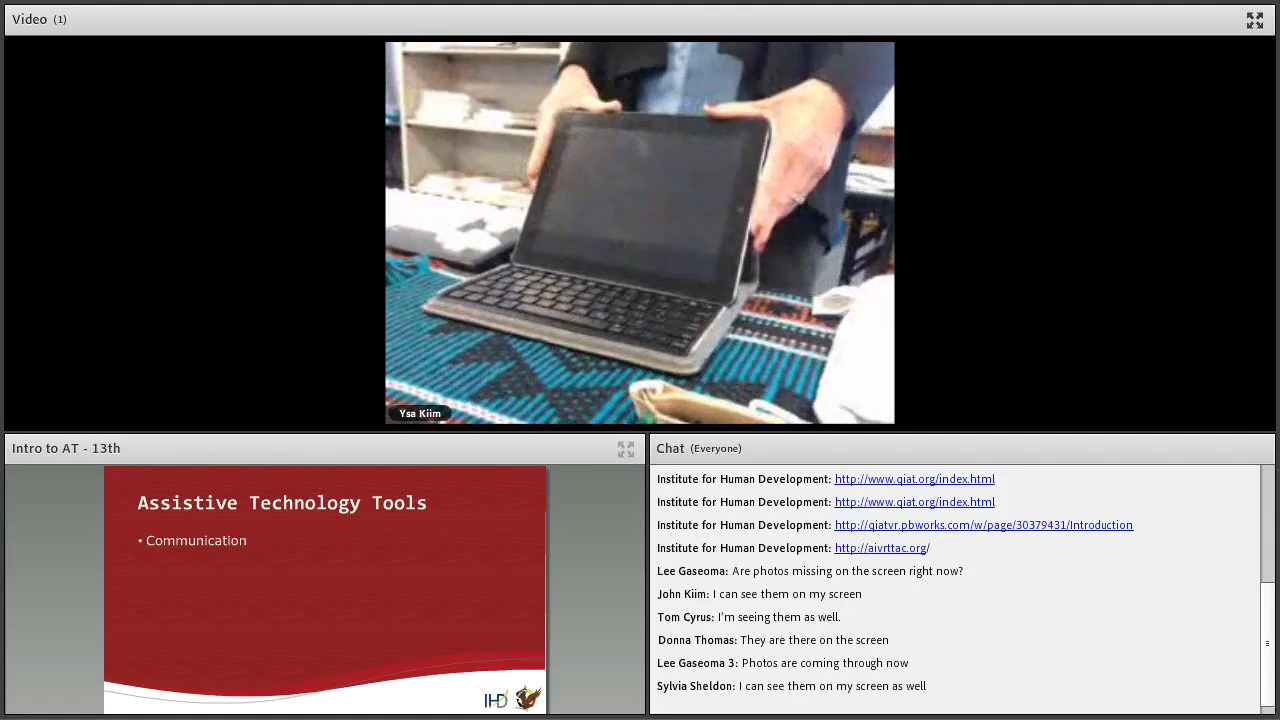 Video (1)
Ysa Kiim
Intro to AT - 13th
Assistive Technology Tools
• Communication
IHD
Chat (Everyone)
Institute for Human Development: http://www.qiat.org/index.html
Institute for Human Development: http://www.qiat.org/index.html
Institute for Human Development: http://qiatvr.pbworks.com/w/page/30379431/Introduction
Institute for Human Development: http://aivrttac.org/
Lee Gaseoma: Are photos missing on the screen right now?
John Kiim: I can see them on my screen
Tom Cyrus: I'm seeing them as well.
Donna Thomas: They are there on the screen
Lee Gaseoma 3: Photos are coming through now
Sylvia Sheldon: I can see them on my screen as well